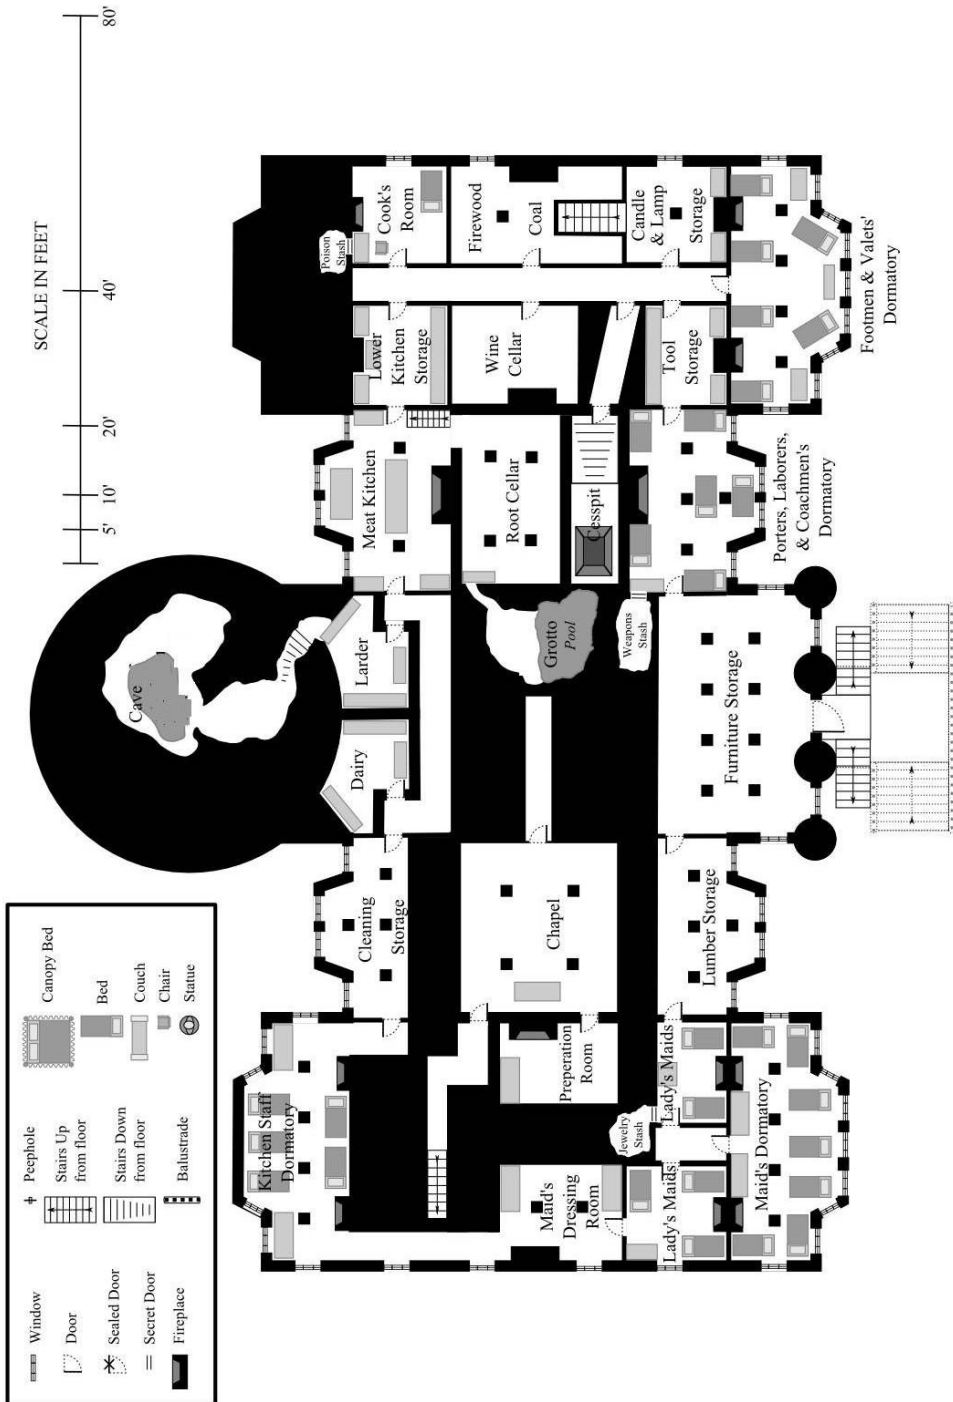 SCALE IN FEET
5'
10'
20'
40'
80'
Poison
Stash
Cook's
Room
Firewood
Coal
Candle
& Lamp
Storage
Footmen & Valets'
Dormatory
Lower
Kitchen
Storage
Wine
Cellar
Tool
Storage
Meat Kitchen
Root Cellar
Cesspit
Porters, Laborers,
& Coachmen's
Dormatory
Cave
Larder
Dairy
Grotto
Pool
Weapons
Stash
Furniture Storage
Cleaning
Storage
Chapel
Lumber Storage
Kitchen Staff
Dormatory
Preperation
Room
Jewelry
Stash
Lady's Maids
Maid's
Dressing
Room
Lady's Maids
Maid's Dormatory
Window
Door
Sealed Door
Secret Door
Fireplace
Peephole
Stairs Up
from floor
Stairs Down
from floor
Balustrade
Canopy Bed
Bed
Couch
Chair
Statue